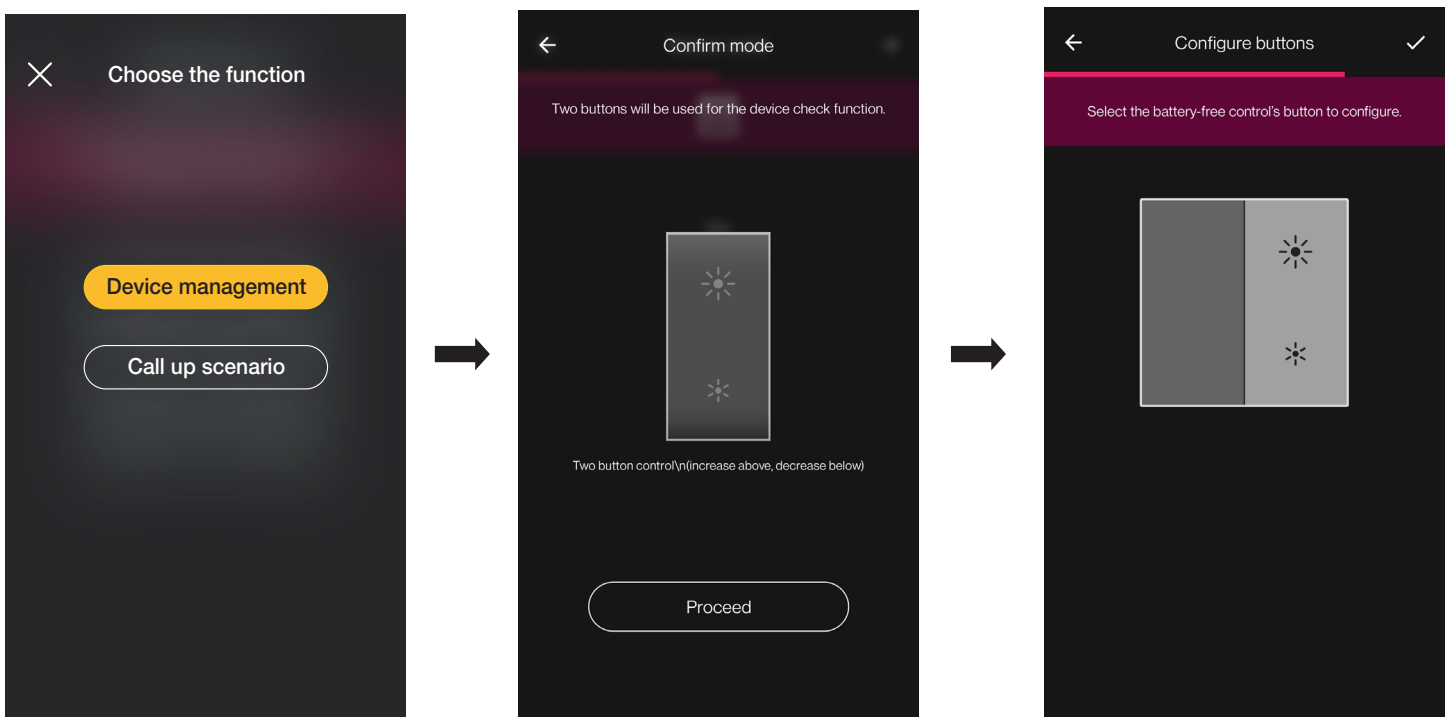 Choose the function
Device management
Call up scenario
Confirm mode
Two buttons will be used for the device check function.
Two button control\n(increase above, decrease below)
Proceed
Configure buttons
Select the battery-free control's button to configure.